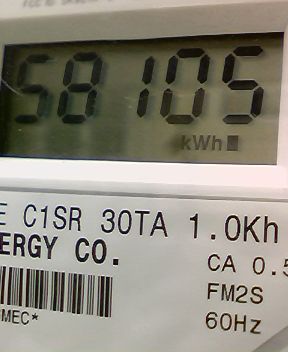 58105
kWh
E C1SR 30TA 1.0Kh
ERGY CO.
CA 0.5
FM2S
MEC*
60Hz